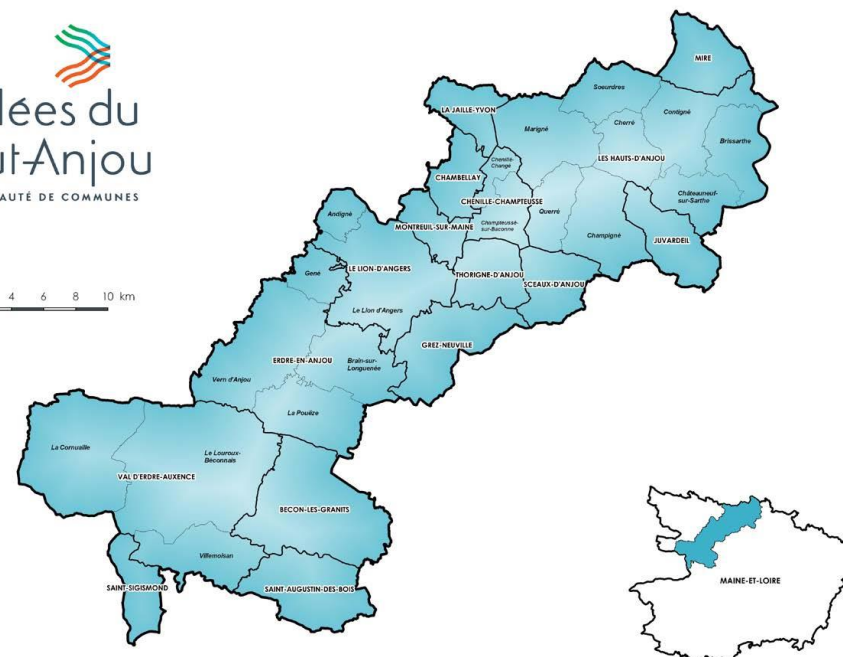 lées du
ut-Anjou
AUTÉ DE COMMUNES
4 6 8 10 km
MIRE
Soeurdres
LA JAILLE-YVON
Contigné
Marigné
Cherré
Brissarthe
LES HAUTS-D'ANJOU
Chenillé-
Changé
CHAMBELLAY
Châteauneuf-
sur-Sarthe
CHENILLE-CHAMPTEUSSE
Andigné
Querré
Champteussé-
sur-Baconne
MONTREUIL-SUR-MAINE
Champigné
JUVARDEIL
LE LION-D'ANGERS
Gené
THORIGNE-D'ANJOU
SCEAUX-D'ANJOU
Le Lion d'Angers
GREZ-NEUVILLE
ERDRE-EN-ANJOU
Brain-sur-
Longuenée
Vern d'Anjou
La Pouëze
La Cornuaille
Le Louroux-
Béconnais
VAL D'ERDRE-AUXENCE
BECON-LES-GRANITS
Villemoisan
SAINT-SIGISMOND
SAINT-AUGUSTIN-DES-BOIS
MAINE-ET-LOIRE